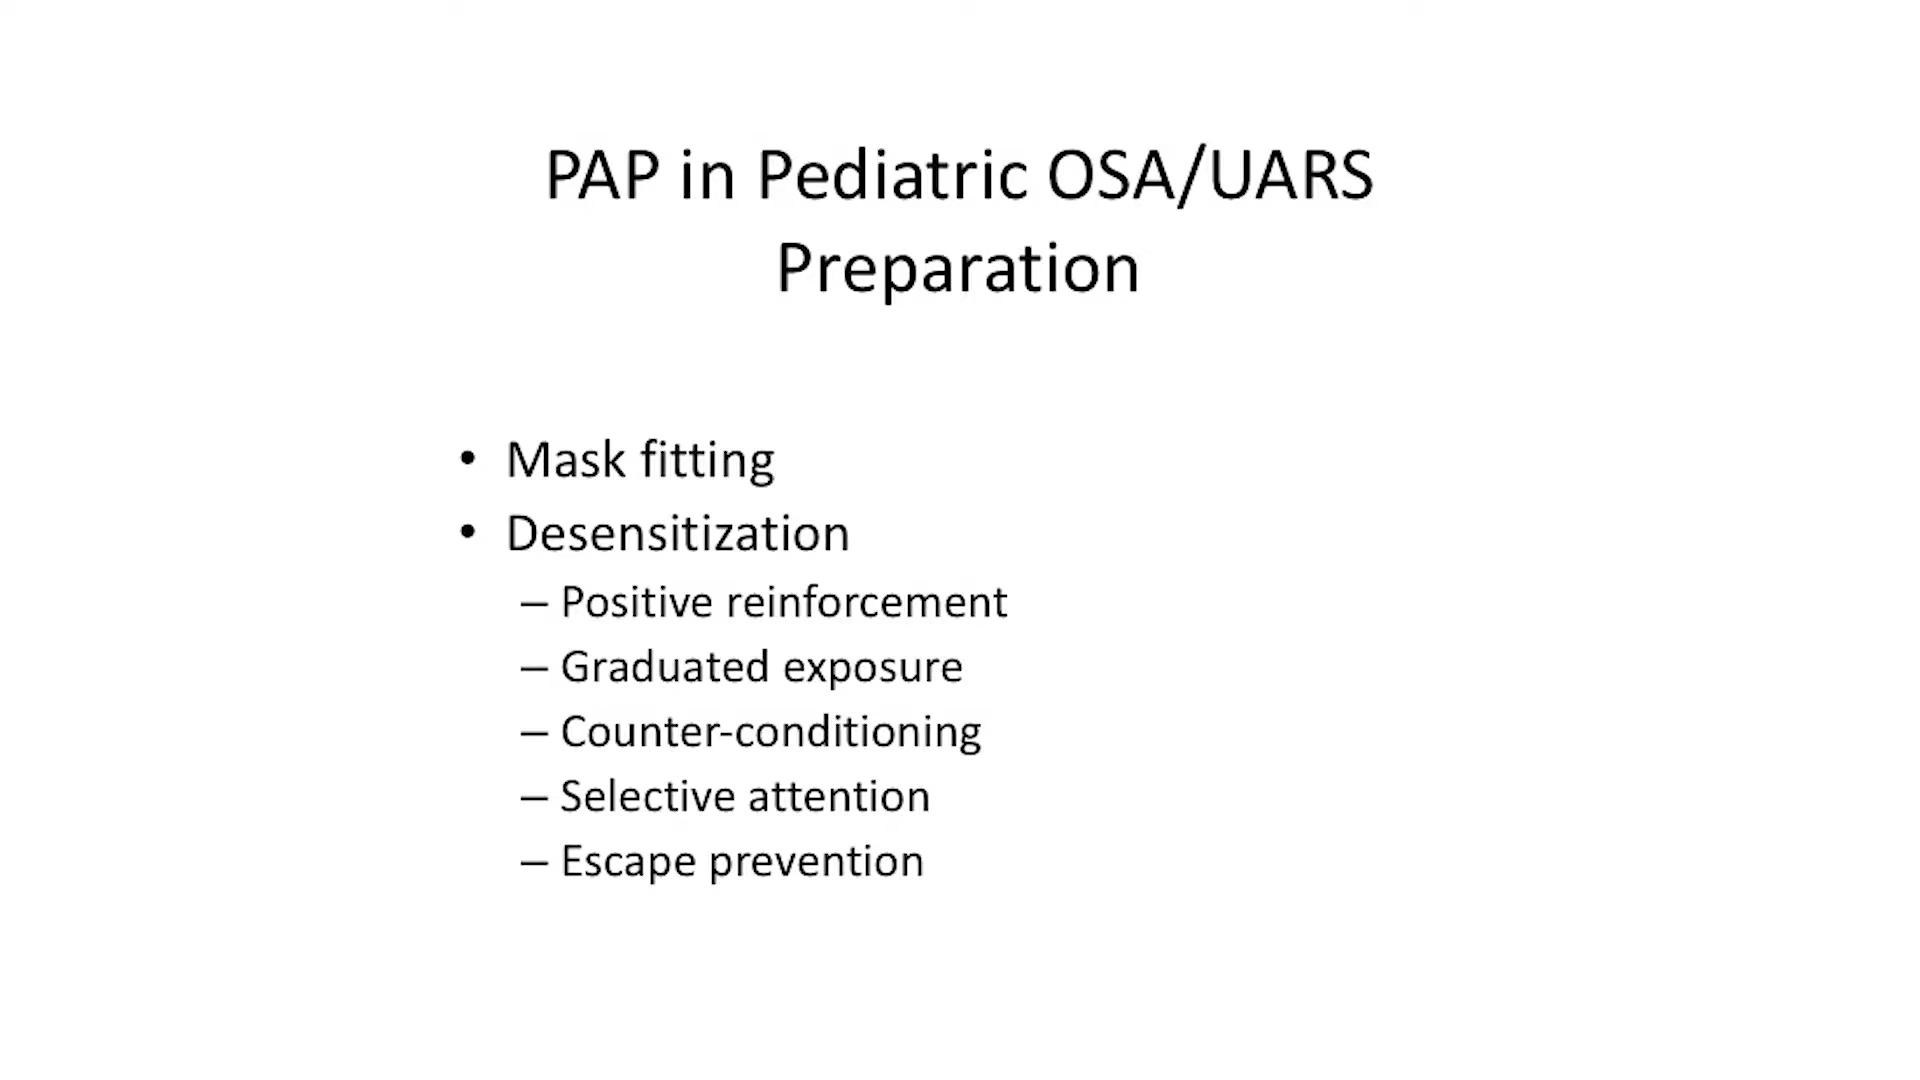 PAP in Pediatric OSA/UARS
Preparation
• Mask fitting
• Desensitization
– Positive reinforcement
– Graduated exposure
– Counter-conditioning
– Selective attention
– Escape prevention